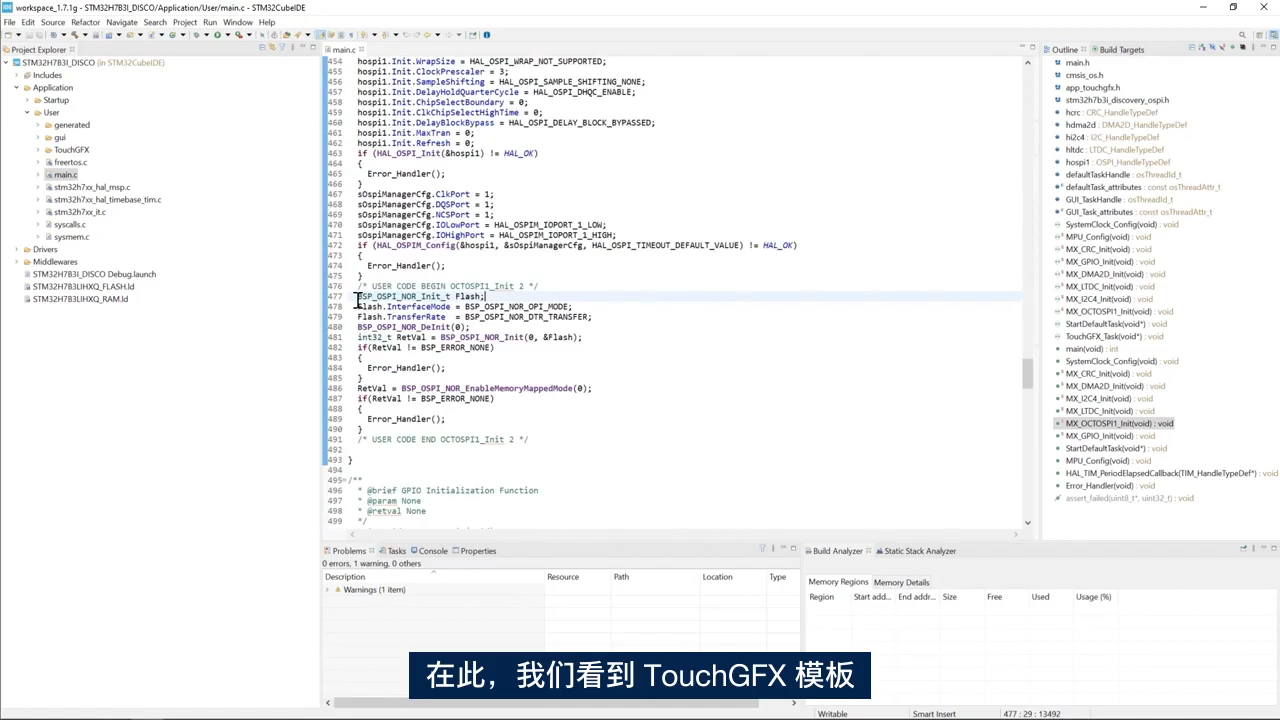 workspace_1.7.1g - STM32H7B3I_DISCO/Application/User/main.c - STM32CubeIDE
File Edit Source Refactor Navigate Search Project Run Window Help
Project Explorer
STM32H7B3I_DISCO (in STM32CubeIDE)
Includes
Application
Startup
User
generated
gui
TouchGFX
freertos.c
main.c
stm32h7xx_hal_msp.c
stm32h7xx_hal_timebase_tim.c
stm32h7xx_it.c
syscalls.c
sysmem.c
Drivers
Middlewares
STM32H7B3I_DISCO Debug.launch
STM32H7B3LIHXQ_FLASH.ld
STM32H7B3LIHXQ_RAM.ld
main.c
454 hospi1.Init.WrapSize = HAL_OSPI_WRAP_NOT_SUPPORTED;
455 hospi1.Init.ClockPrescaler = 3;
456 hospi1.Init.SampleShifting = HAL_OSPI_SAMPLE_SHIFTING_NONE;
457 hospi1.Init.DelayHoldQuarterCycle = HAL_OSPI_DHQC_ENABLE;
458 hospi1.Init.ChipSelectBoundary = 0;
459 hospi1.Init.ClkChipSelectHighTime = 0;
460 hospi1.Init.DelayBlockBypass = HAL_OSPI_DELAY_BLOCK_BYPASSED;
461 hospi1.Init.MaxTran = 0;
462 hospi1.Init.Refresh = 0;
463 if (HAL_OSPI_Init(&hospi1) != HAL_OK)
464 {
465 Error_Handler();
466 }
467 sOspiManagerCfg.ClkPort = 1;
468 sOspiManagerCfg.DQSPort = 1;
469 sOspiManagerCfg.NCSPort = 1;
470 sOspiManagerCfg.IOLowPort = HAL_OSPIM_IOPORT_1_LOW;
471 sOspiManagerCfg.IOHighPort = HAL_OSPIM_IOPORT_1_HIGH;
472 if (HAL_OSPIM_Config(&hospi1, &sOspiManagerCfg, HAL_OSPI_TIMEOUT_DEFAULT_VALUE) != HAL_OK)
473 {
474 Error_Handler();
475 }
476 /* USER CODE BEGIN OCTOSPI1_Init 2 */
477 BSP_OSPI_NOR_Init_t Flash;
478 Flash.InterfaceMode = BSP_OSPI_NOR_OPI_MODE;
479 Flash.TransferRate = BSP_OSPI_NOR_DTR_TRANSFER;
480 BSP_OSPI_NOR_DeInit(0);
481 int32_t RetVal = BSP_OSPI_NOR_Init(0, &Flash);
482 if(RetVal != BSP_ERROR_NONE)
483 {
484 Error_Handler();
485 }
486 RetVal = BSP_OSPI_NOR_EnableMemoryMappedMode(0);
487 if(RetVal != BSP_ERROR_NONE)
488 {
489 Error_Handler();
490 }
491 /* USER CODE END OCTOSPI1_Init 2 */
492
493 }
494
495 /**
496 * @brief GPIO Initialization Function
497 * @param None
498 * @retval None
499 */
Outline Build Targets
main.h
cmsis_os.h
app_touchgfx.h
stm32h7b3i_discovery_ospi.h
hcrc : CRC_HandleTypeDef
hdma2d : DMA2D_HandleTypeDef
hi2c4 : I2C_HandleTypeDef
hltdc : LTDC_HandleTypeDef
hospi1 : OSPI_HandleTypeDef
defaultTaskHandle : osThreadId_t
defaultTask_attributes : const osThreadAttr_t
GUI_TaskHandle : osThreadId_t
GUI_Task_attributes : const osThreadAttr_t
SystemClock_Config(void) : void
MPU_Config(void) : void
MX_CRC_Init(void) : void
MX_GPIO_Init(void) : void
MX_DMA2D_Init(void) : void
MX_LTDC_Init(void) : void
MX_I2C4_Init(void) : void
MX_OCTOSPI1_Init(void) : void
StartDefaultTask(void*) : void
TouchGFX_Task(void*) : void
main(void) : int
SystemClock_Config(void) : void
MX_CRC_Init(void) : void
MX_DMA2D_Init(void) : void
MX_I2C4_Init(void) : void
MX_LTDC_Init(void) : void
MX_OCTOSPI1_Init(void) : void
MX_GPIO_Init(void) : void
StartDefaultTask(void*) : void
MPU_Config(void) : void
HAL_TIM_PeriodElapsedCallback(TIM_HandleTypeDef*) : void
Error_Handler(void) : void
assert_failed(uint8_t*, uint32_t) : void
Problems Tasks Console Properties
0 errors, 1 warning, 0 others
Description Resource Path Location Type
Warnings (1 item)
Build Analyzer Static Stack Analyzer
Memory Regions Memory Details
Region Start add... End addr... Size Free Used Usage (%)
在此，我们看到 TouchGFX 模板
Writable Smart Insert 477 : 29 : 13492